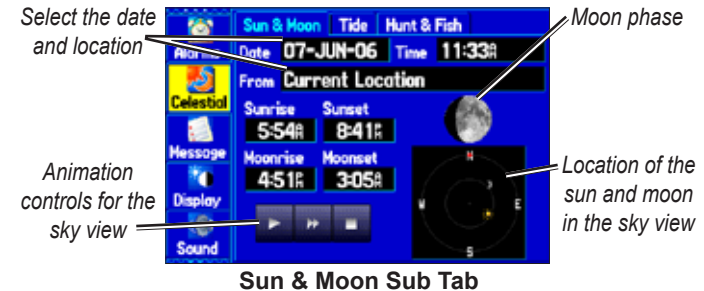 Select the date
and location
Moon phase
Sun & Moon Tide Hunt & Fish
Alarms
Date 07-JUN-06 Time 11:33A
From Current Location
Celestial
Sunrise Sunset
5:54A 8:41P
Message
Moonrise Moonset
4:51P 3:05A
Display
Sound
N
W E
S
Animation
controls for the
sky view
Location of the
sun and moon
in the sky view
Sun & Moon Sub Tab